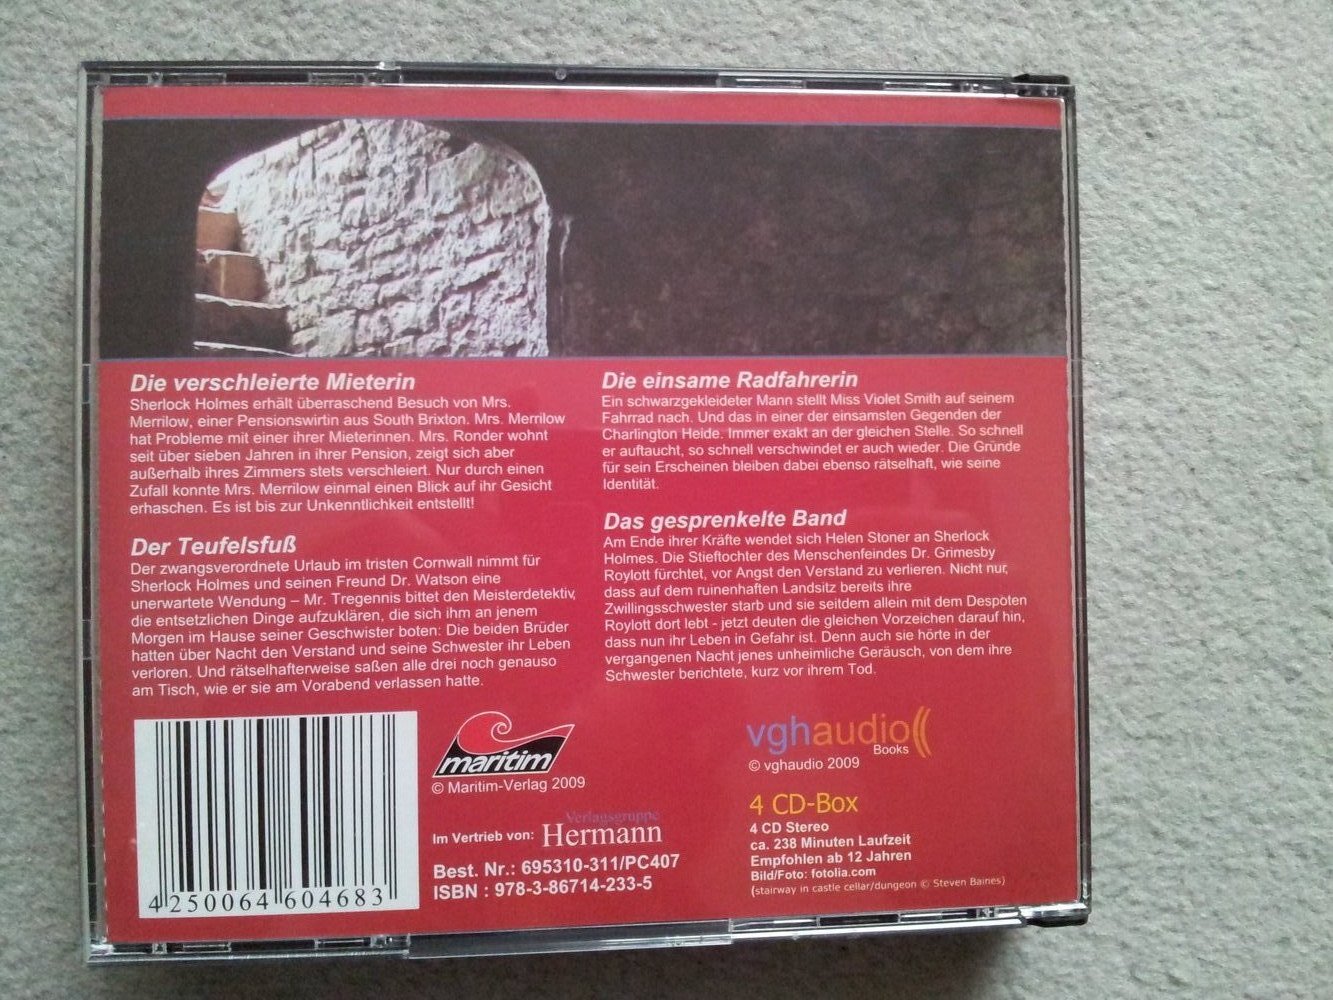 Die verschleierte Mieterin
Sherlock Holmes erhält überraschend Besuch von Mrs.
Merrilow, einer Pensionswirtin aus South Brixton. Mrs. Merrilow
hat Probleme mit einer ihrer Mieterinnen. Mrs. Ronder wohnt
seit über sieben Jahren in ihrer Pension, zeigt sich aber
außerhalb ihres Zimmers stets verschleiert. Nur durch einen
Zufall konnte Mrs. Merrilow einmal einen Blick auf ihr Gesicht
erhaschen. Es ist bis zur Unkenntlichkeit entstellt!
Der Teufelsfuß
Der zwangsverordnete Urlaub im tristen Cornwall nimmt für
Sherlock Holmes und seinen Freund Dr. Watson eine
unerwartete Wendung – Mr. Tregennis bittet den Meisterdetektiv,
die entsetzlichen Dinge aufzuklären, die sich ihm an jenem
Morgen im Hause seiner Geschwister boten: Die beiden Brüder
hatten über Nacht den Verstand und seine Schwester ihr Leben
verloren. Und rätselhafterweise saßen alle drei noch genauso
am Tisch, wie er sie am Vorabend verlassen hatte.
Die einsame Radfahrerin
Ein schwarzgekleideter Mann stellt Miss Violet Smith auf seinem
Fahrrad nach. Und das in einer der einsamsten Gegenden der
Charlington Heide. Immer exakt an der gleichen Stelle. So schnell
er auftaucht, so schnell verschwindet er auch wieder. Die Gründe
für sein Erscheinen bleiben dabei ebenso rätselhaft, wie seine
Identität.
Das gesprenkelte Band
Am Ende ihrer Kräfte wendet sich Helen Stoner an Sherlock
Holmes. Die Stieftochter des Menschenfeindes Dr. Grimesby
Roylott fürchtet, vor Angst den Verstand zu verlieren. Nicht nur,
dass auf dem ruinenhaften Landsitz bereits ihre
Zwillingsschwester starb und sie seitdem allein mit dem Despoten
Roylott dort lebt - jetzt deuten die gleichen Vorzeichen darauf hin,
dass nun ihr Leben in Gefahr ist. Denn auch sie hörte in der
vergangenen Nacht jenes unheimliche Geräusch, von dem ihre
Schwester berichtete, kurz vor ihrem Tod.
4 250064 604683
maritim
© Maritim-Verlag 2009
Im Vertrieb von:
Verlagsgruppe
Hermann
Best. Nr.: 695310-311/PC407
ISBN : 978-3-86714-233-5
vghaudio
Books
© vghaudio 2009
4 CD-Box
4 CD Stereo
ca. 238 Minuten Laufzeit
Empfohlen ab 12 Jahren
Bild/Foto: fotolia.com
(stairway in castle cellar/dungeon © Steven Baines)